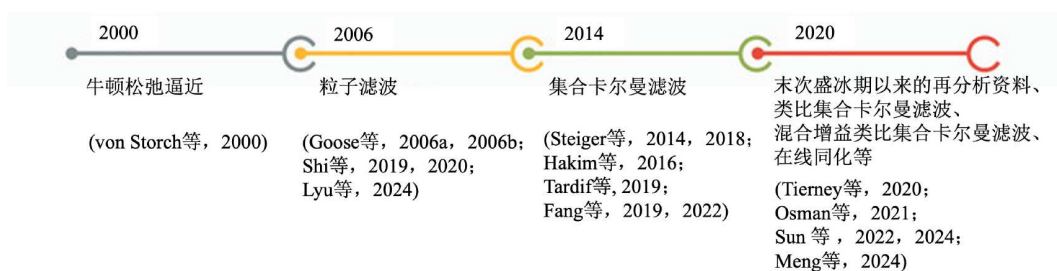 2000
2006
2014
2020
牛顿松弛逼近
(von Storch等，2000)
粒子滤波
(Goose等，2006a，2006b；
Shi等，2019，2020；
Lyu等，2024)
集合卡尔曼滤波
(Steiger等，2014，2018；
Hakim等，2016；
Tardif等, 2019；
Fang等，2019，2022)
末次盛冰期以来的再分析资料、
类比集合卡尔曼滤波、
混合增益类比集合卡尔曼滤波、
在线同化等
(Tierney等，2020；
Osman等，2021；
Sun 等 ，2022，2024；
Meng等，2024)